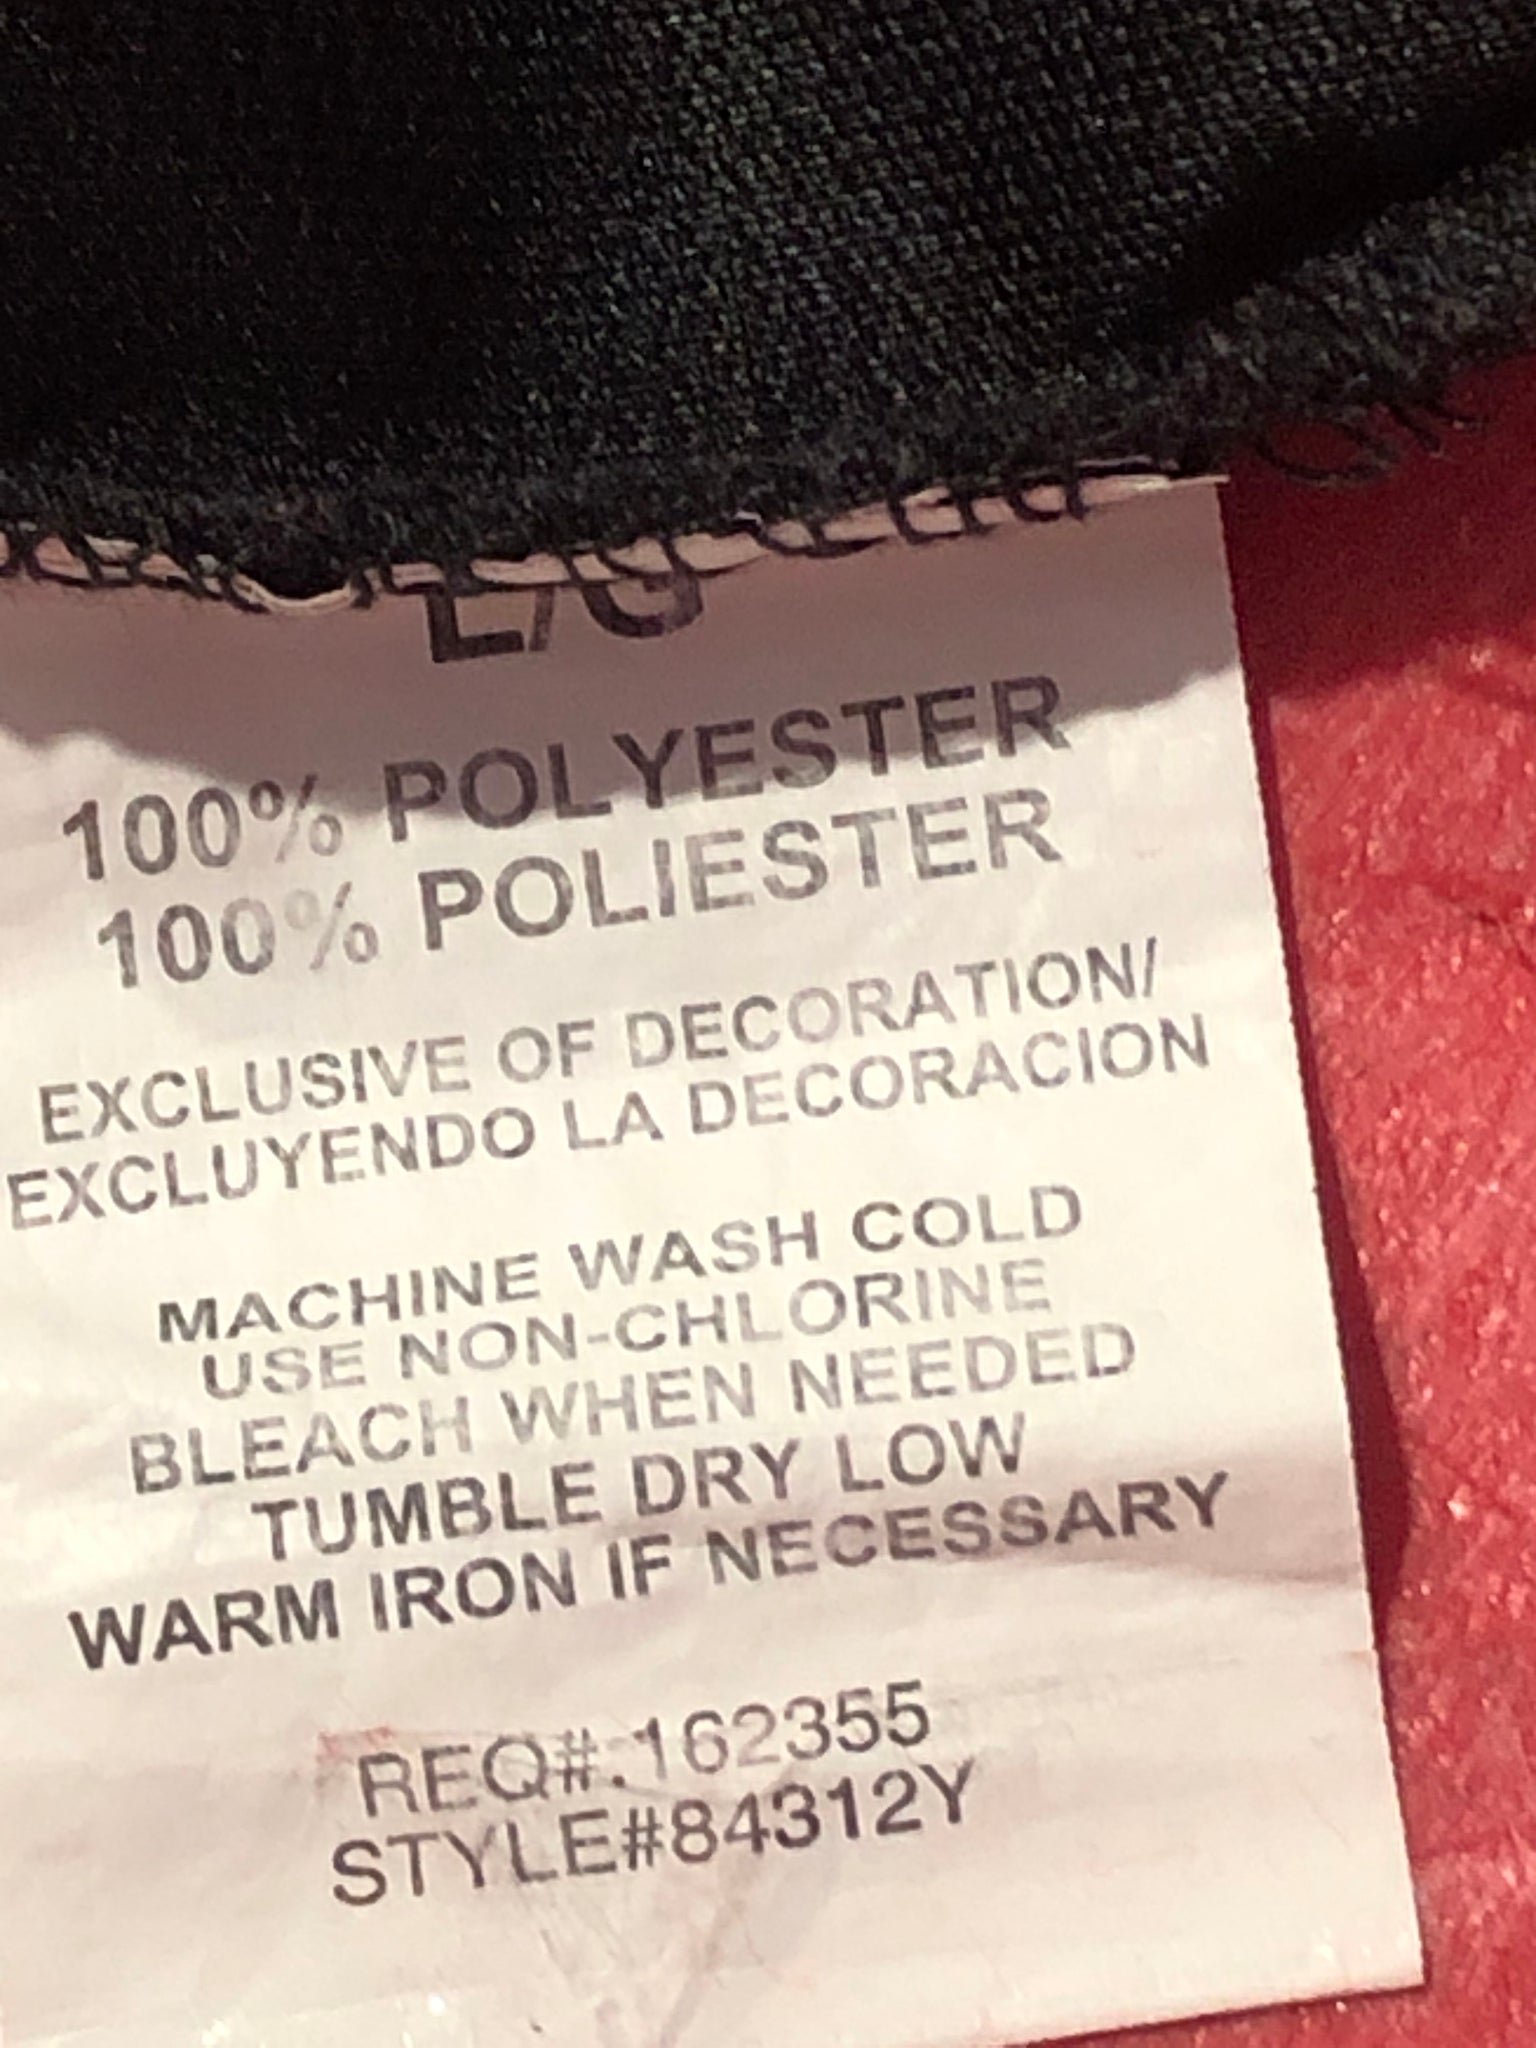 L/G
100% POLYESTER
100% POLIESTER
EXCLUSIVE OF DECORATION/
EXCLUYENDO LA DECORACION
MACHINE WASH COLD
USE NON-CHLORINE
BLEACH WHEN NEEDED
TUMBLE DRY LOW
WARM IRON IF NECESSARY
REQ#.162355
STYLE#84312Y